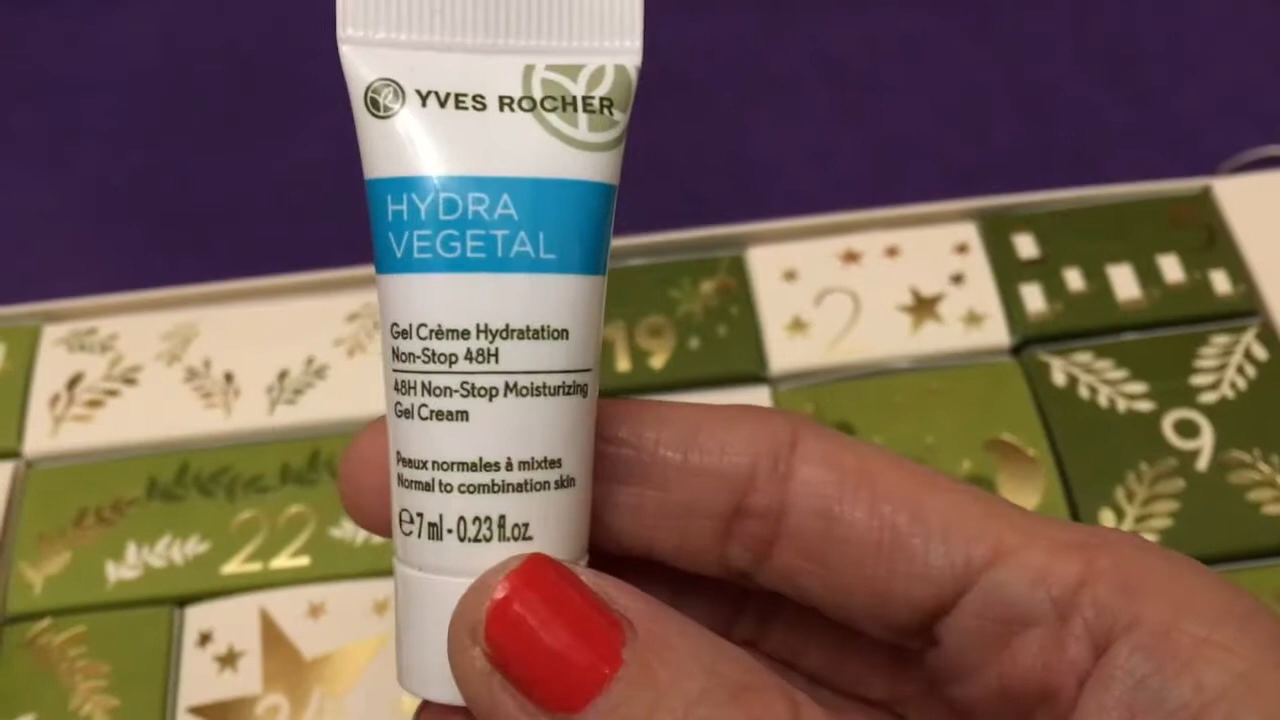 YVES ROCHER
HYDRA
VEGETAL
Gel Crème Hydratation
Non-Stop 48H
48H Non-Stop Moisturizing
Gel Cream
Peaux normales à mixtes
Normal to combination skin
℮7 ml - 0.23 fl.oz.
19
2
9
22
24